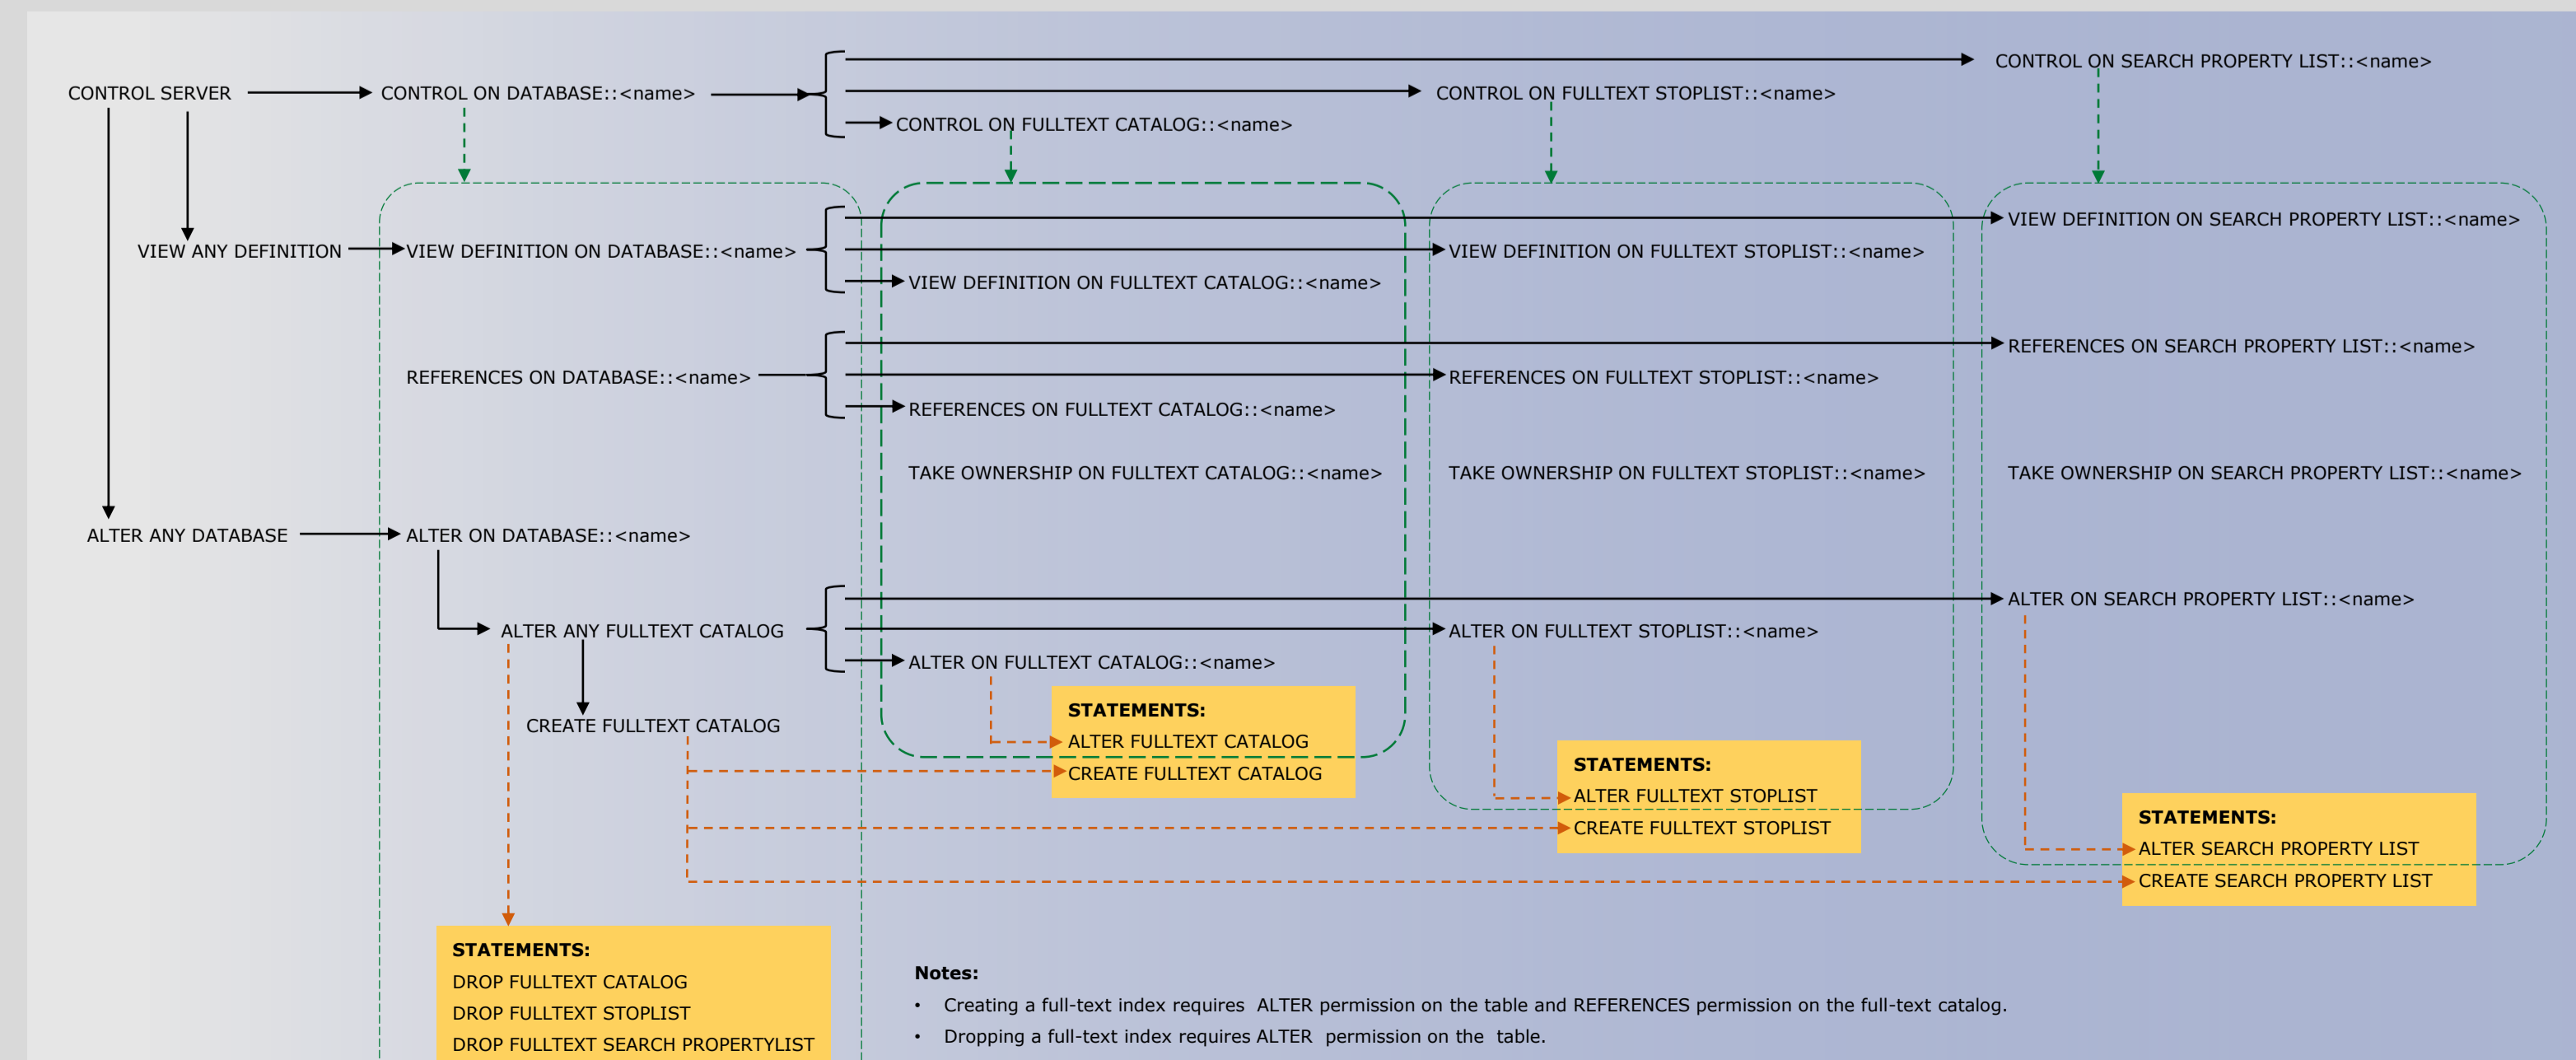 CONTROL SERVER
CONTROL ON DATABASE::<name>
CONTROL ON SEARCH PROPERTY LIST::<name>
CONTROL ON FULLTEXT STOPLIST::<name>
CONTROL ON FULLTEXT CATALOG::<name>
VIEW ANY DEFINITION
VIEW DEFINITION ON DATABASE::<name>
VIEW DEFINITION ON SEARCH PROPERTY LIST::<name>
VIEW DEFINITION ON FULLTEXT STOPLIST::<name>
VIEW DEFINITION ON FULLTEXT CATALOG::<name>
REFERENCES ON DATABASE::<name>
REFERENCES ON SEARCH PROPERTY LIST::<name>
REFERENCES ON FULLTEXT STOPLIST::<name>
REFERENCES ON FULLTEXT CATALOG::<name>
TAKE OWNERSHIP ON FULLTEXT CATALOG::<name>
TAKE OWNERSHIP ON FULLTEXT STOPLIST::<name>
TAKE OWNERSHIP ON SEARCH PROPERTY LIST::<name>
ALTER ANY DATABASE
ALTER ON DATABASE::<name>
ALTER ANY FULLTEXT CATALOG
ALTER ON SEARCH PROPERTY LIST::<name>
ALTER ON FULLTEXT STOPLIST::<name>
ALTER ON FULLTEXT CATALOG::<name>
CREATE FULLTEXT CATALOG
STATEMENTS:
ALTER FULLTEXT CATALOG
CREATE FULLTEXT CATALOG
STATEMENTS:
ALTER FULLTEXT STOPLIST
CREATE FULLTEXT STOPLIST
STATEMENTS:
ALTER SEARCH PROPERTY LIST
CREATE SEARCH PROPERTY LIST
STATEMENTS:
DROP FULLTEXT CATALOG
DROP FULLTEXT STOPLIST
DROP FULLTEXT SEARCH PROPERTYLIST
Notes:
• Creating a full-text index requires ALTER permission on the table and REFERENCES permission on the full-text catalog.
• Dropping a full-text index requires ALTER permission on the table.